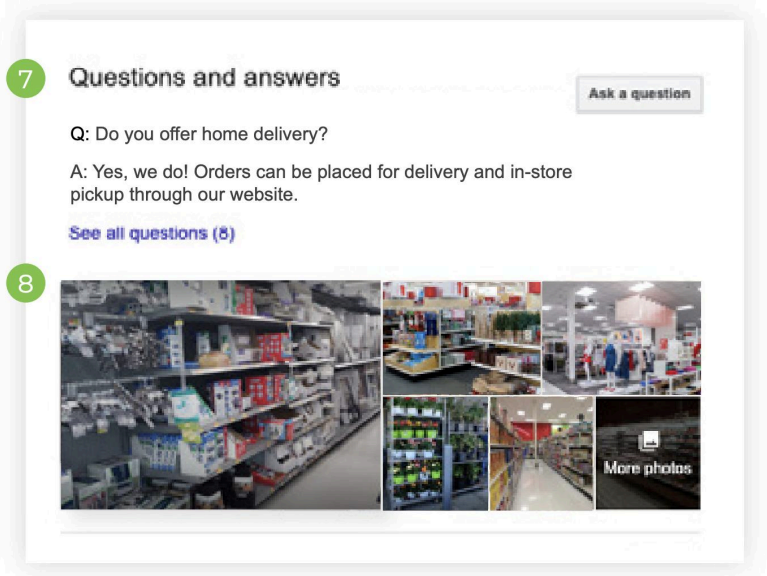 7
Questions and answers
Ask a question
Q: Do you offer home delivery?
A: Yes, we do! Orders can be placed for delivery and in-store
pickup through our website.
See all questions (8)
8
More photos